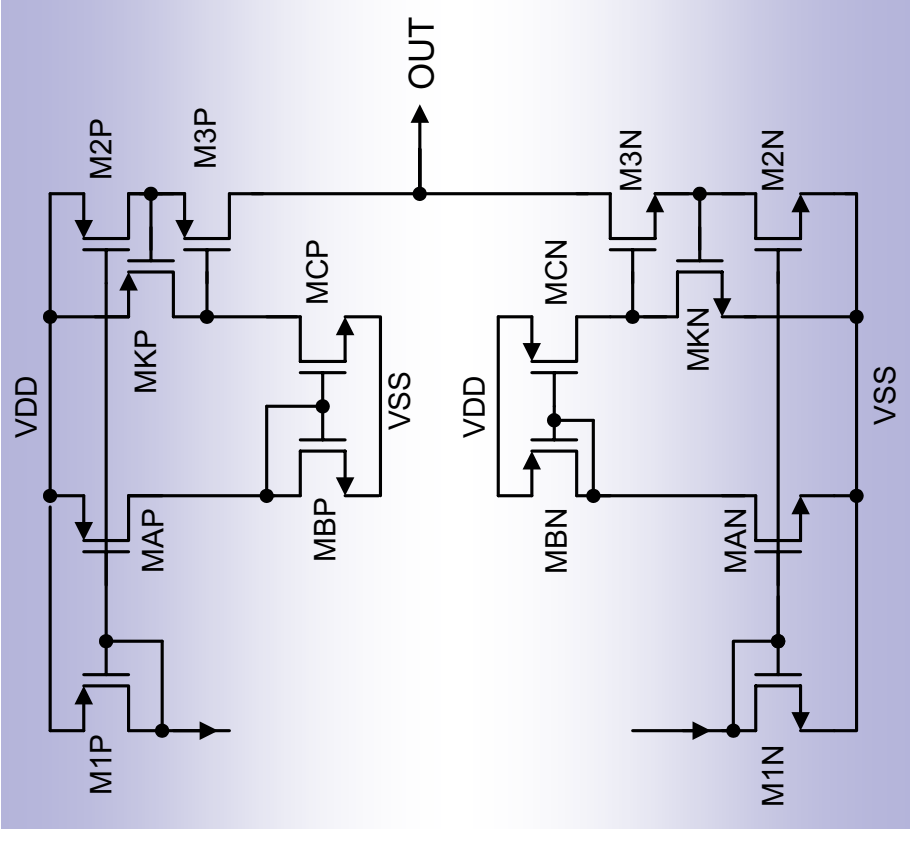 OUT
M2P
M3P
M3N
M2N
MCP
MCN
MKP
MKN
VDD
VSS
VDD
VSS
MAP
MBP
MBN
MAN
M1P
M1N